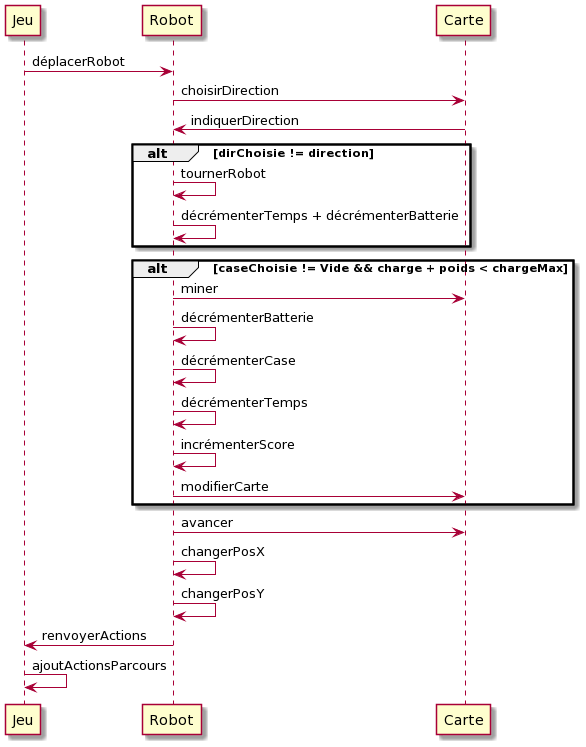 Jeu Robot Carte
déplacerRobot
choisirDirection
indiquerDirection
alt [dirChoisie != direction]
tournerRobot
décrémenterTemps + décrémenterBatterie
alt [caseChoisie != Vide && charge + poids < chargeMax]
miner
décrémenterBatterie
décrémenterCase
décrémenterTemps
incrémenterScore
modifierCarte
avancer
changerPosX
changerPosY
renvoyerActions
ajoutActionsParcours
Jeu Robot Carte